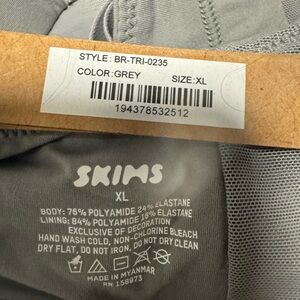 STYLE: BR-TRI-0235
COLOR: GREY SIZE: XL
194378532512
SKIMS
XL
BODY: 76% POLYAMIDE 24% ELASTANE
LINING: 84% POLYAMIDE 16% ELASTANE
EXCLUSIVE OF DECORATION
HAND WASH COLD, NON-CHLORINE BLEACH
DRY FLAT, DO NOT IRON, DO NOT DRY CLEAN
MADE IN MYANMAR
RN 158973